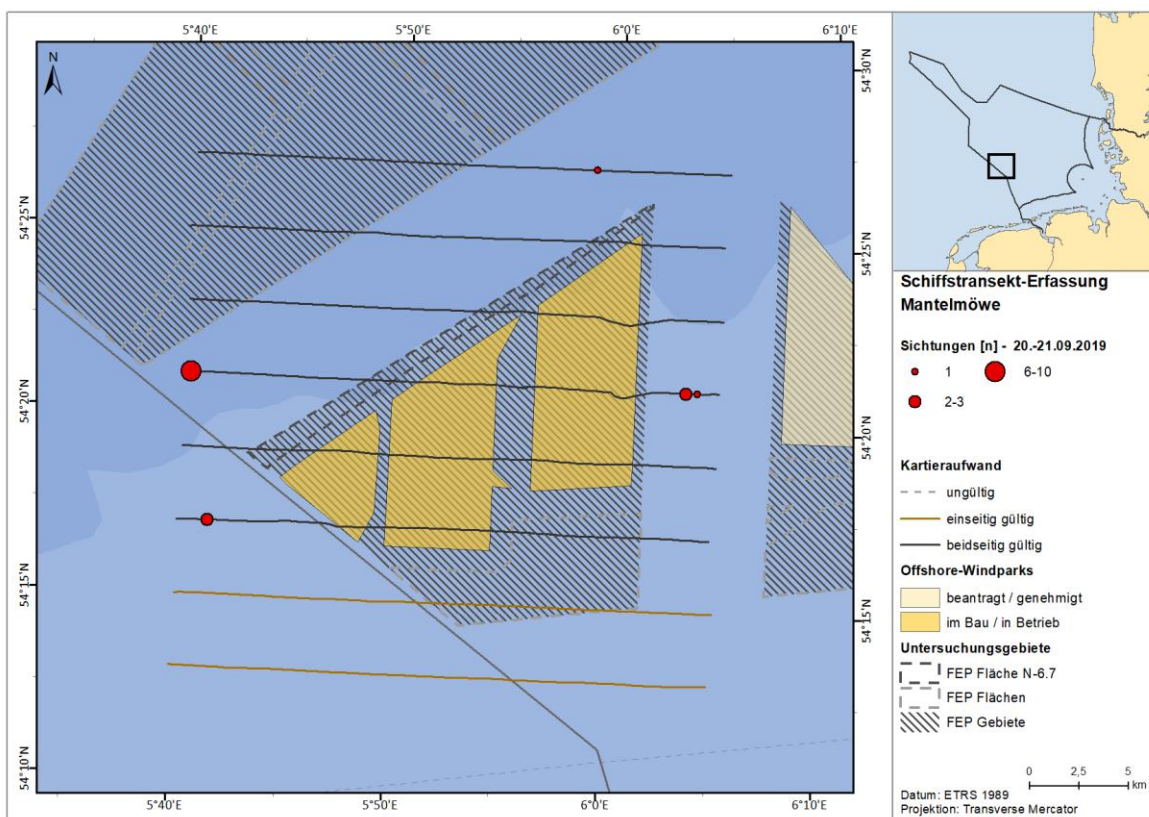 5°40'E
5°50'E
6°0'E
6°10'E
N
54°30'N
54°25'N
54°25'N
54°20'N
54°20'N
54°15'N
54°15'N
54°10'N
5°40'E
5°50'E
6°0'E
6°10'E
Schiffstransekt-Erfassung
Mantelmöwe
Sichtungen [n] - 20.-21.09.2019
1
6-10
2-3
Kartieraufwand
ungültig
einseitig gültig
beidseitig gültig
Offshore-Windparks
beantragt / genehmigt
im Bau / in Betrieb
Untersuchungsgebiete
FEP Fläche N-6.7
FEP Flächen
FEP Gebiete
0 2,5 5
km
Datum: ETRS 1989
Projektion: Transverse Mercator